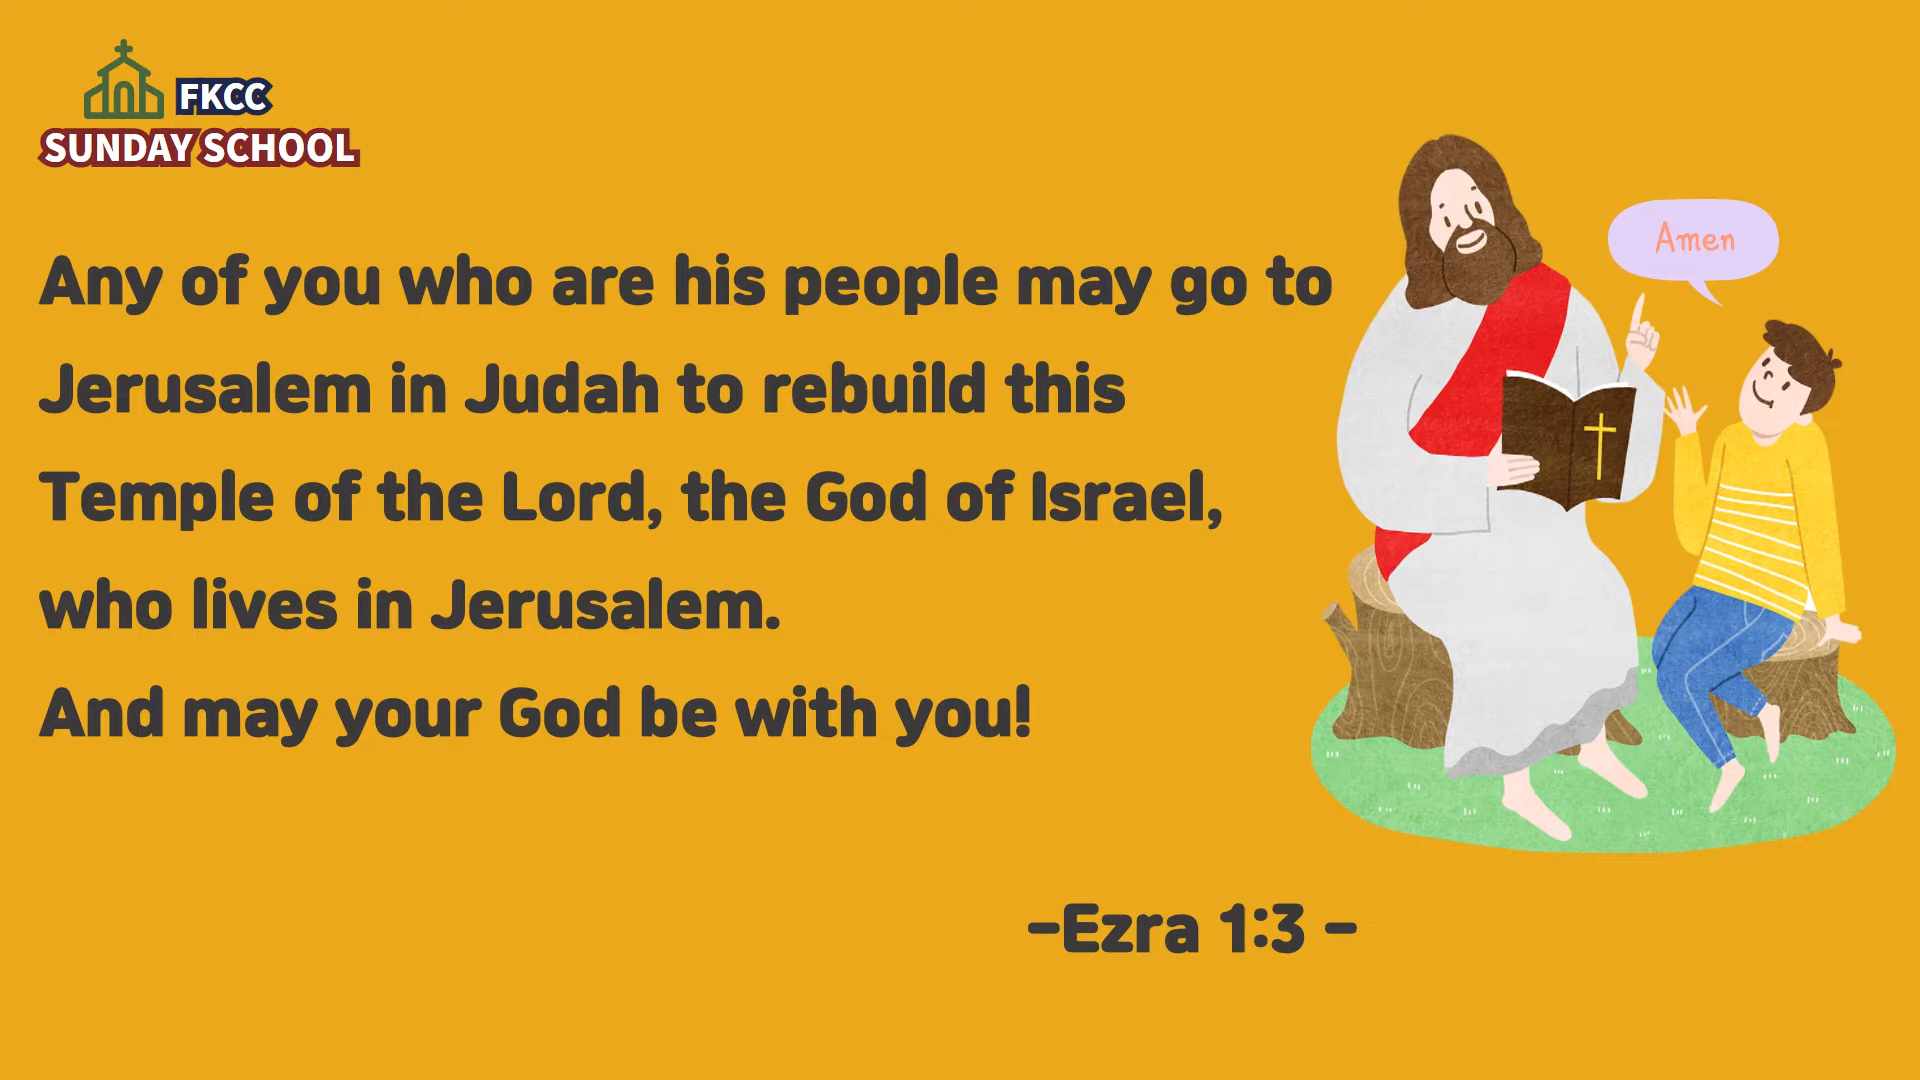 FKCC
SUNDAY SCHOOL
Any of you who are his people may go to
Jerusalem in Judah to rebuild this
Temple of the Lord, the God of Israel,
who lives in Jerusalem.
And may your God be with you!
Amen
-Ezra 1:3 -